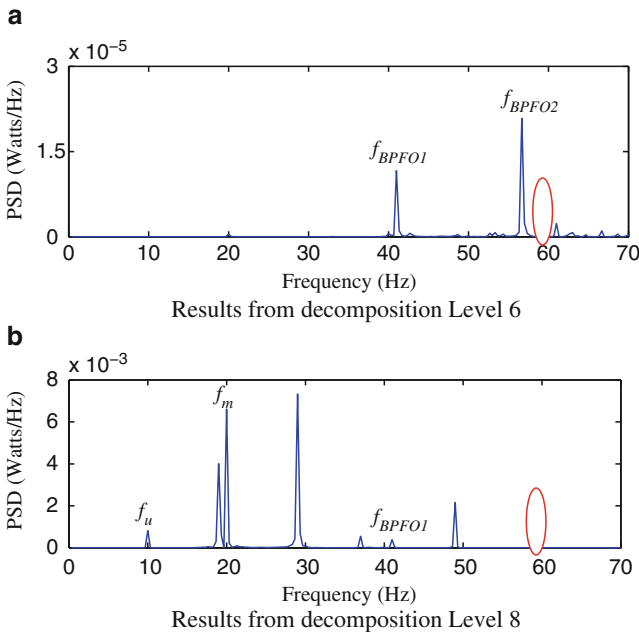 a
× 10⁻⁵
3
1.5
0
PSD (Watts/Hz)
f_BPFO1
f_BPFO2
0 10 20 30 40 50 60 70
Frequency (Hz)
Results from decomposition Level 6
b
× 10⁻³
8
6
4
2
0
PSD (Watts/Hz)
f_m
f_u
f_BPFO1
0 10 20 30 40 50 60 70
Frequency (Hz)
Results from decomposition Level 8